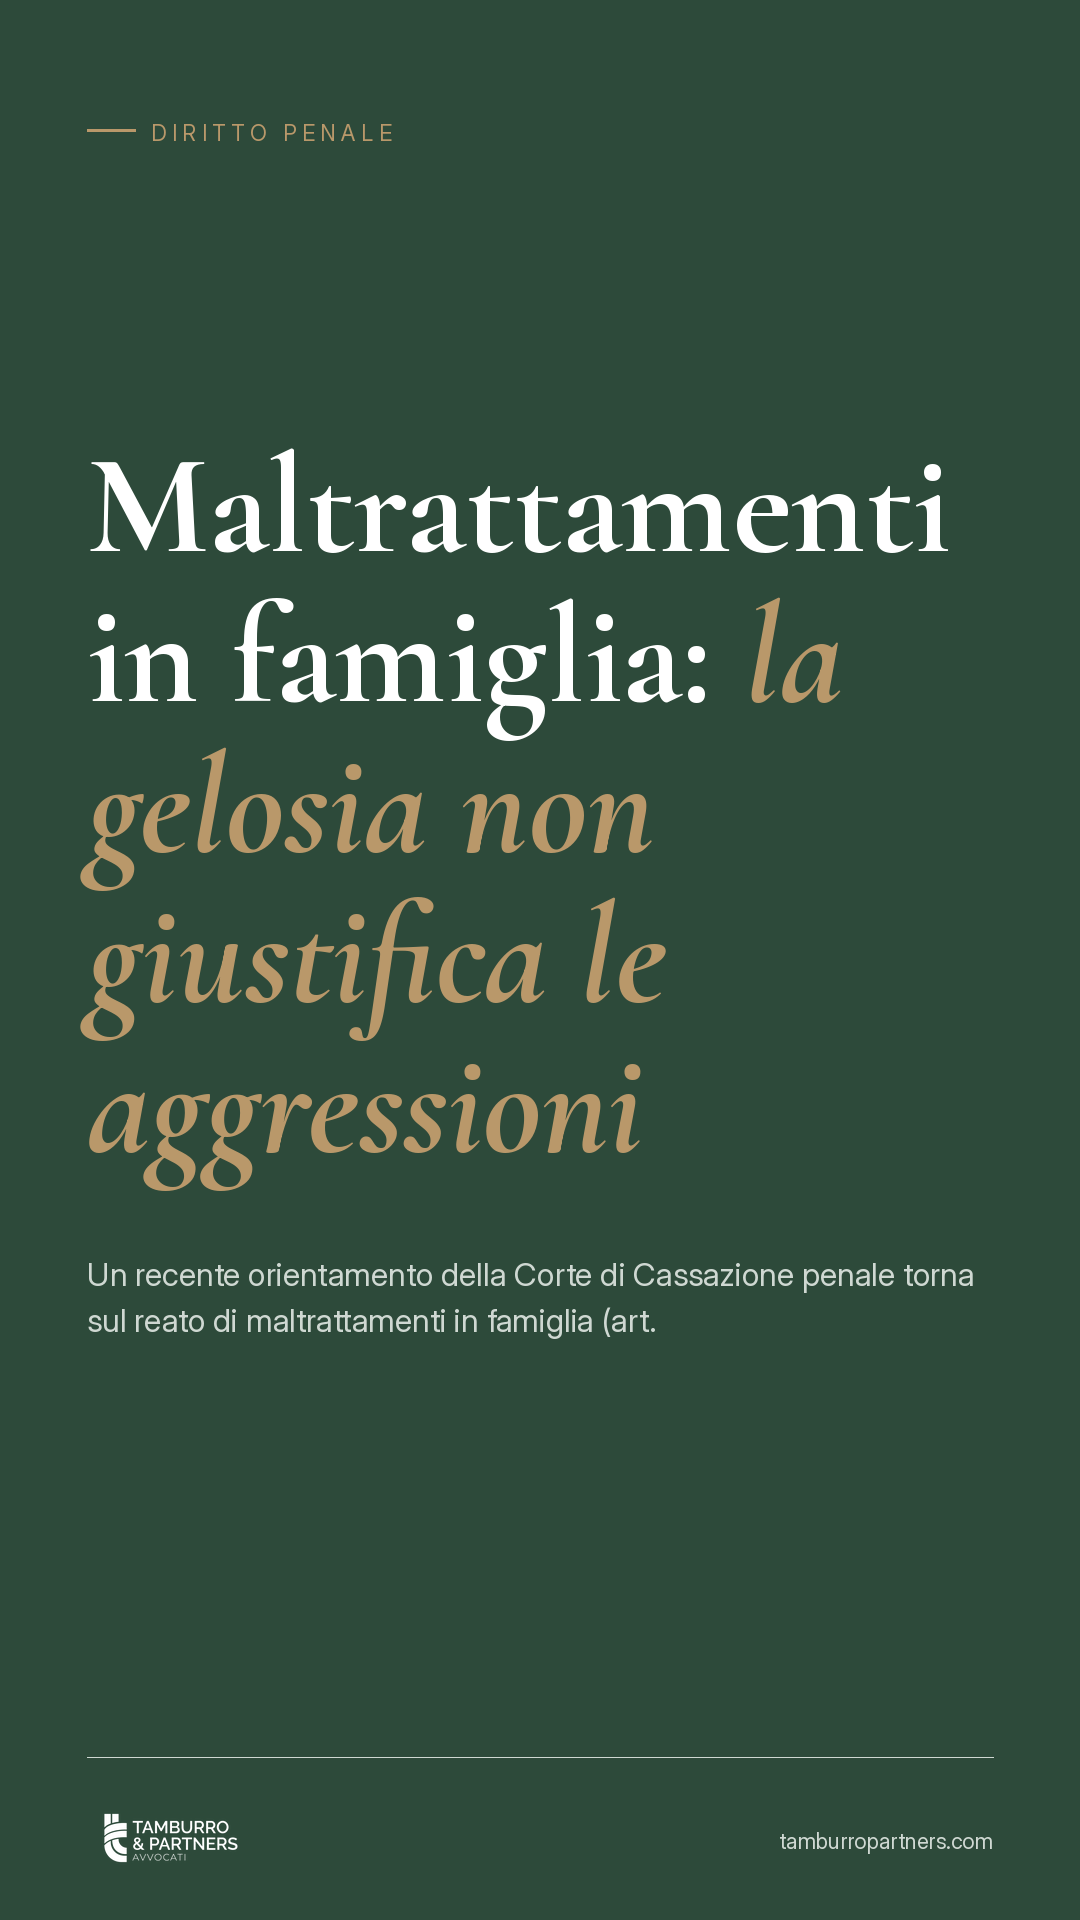 DIRITTO PENALE
Maltrattamenti
in famiglia: la
gelosia non
giustifica le
aggressioni
Un recente orientamento della Corte di Cassazione penale torna
sul reato di maltrattamenti in famiglia (art.
TAMBURRO
& PARTNERS
AVVOCATI
tamburropartners.com